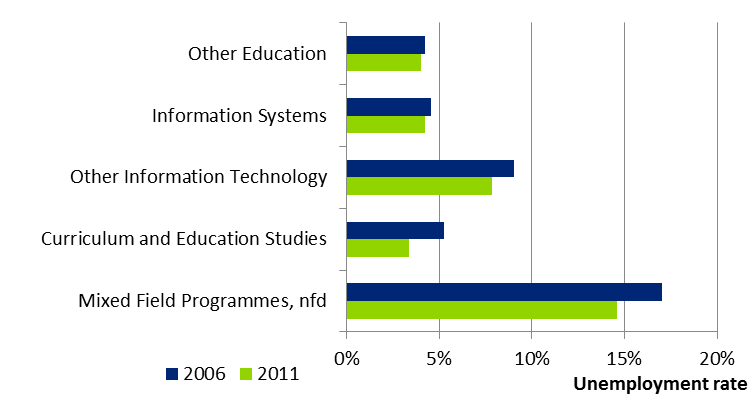 Other Education
Information Systems
Other Information Technology
Curriculum and Education Studies
Mixed Field Programmes, nfd
0% 5% 10% 15% 20%
2006 2011
Unemployment rate